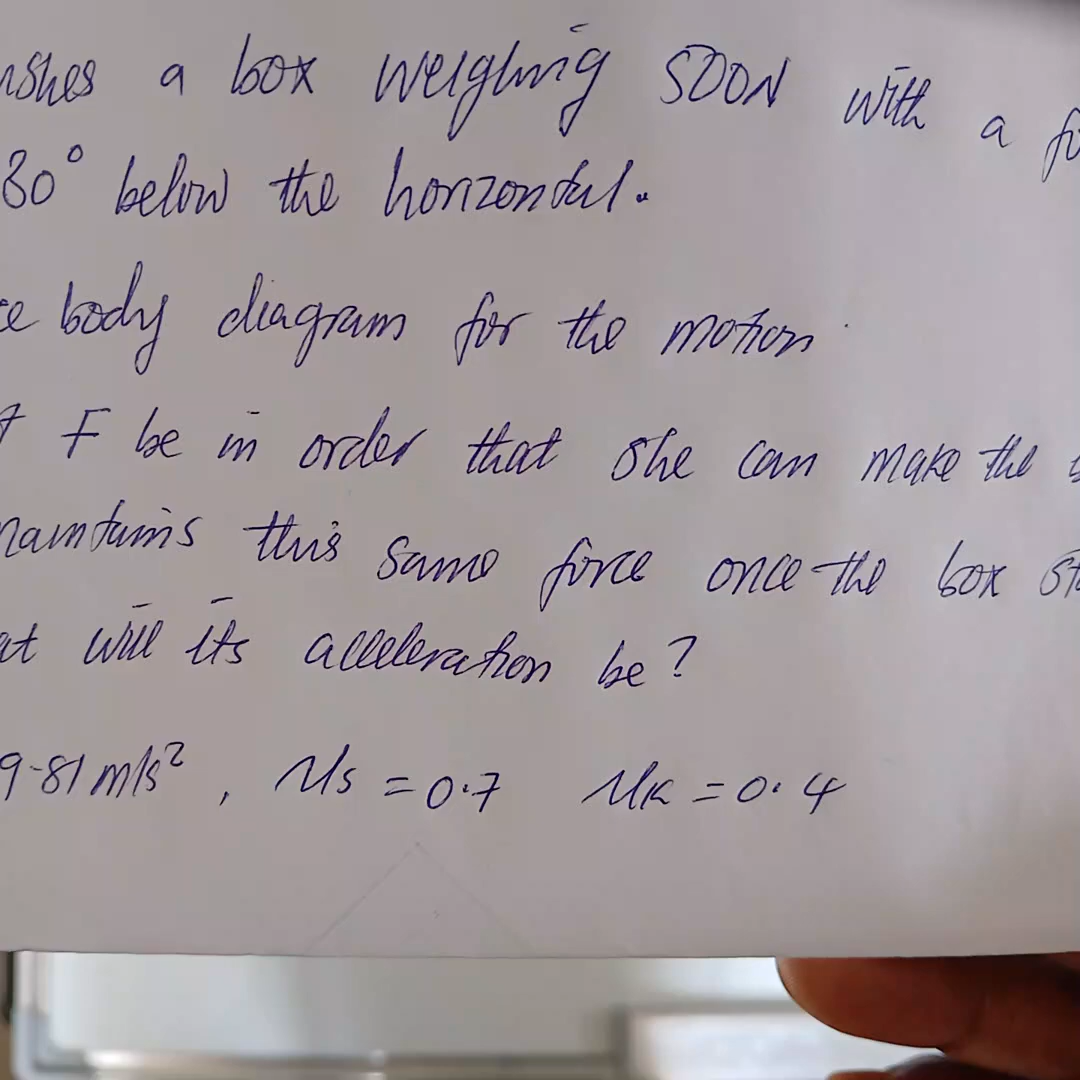 a box weighing 500N with a
30° below the horizontal.
body diagram for the motion
F be in order that she can make the
this same force once the box
will its acceleration be?
9.81 m/s² , μs = 0.7 μk = 0.4